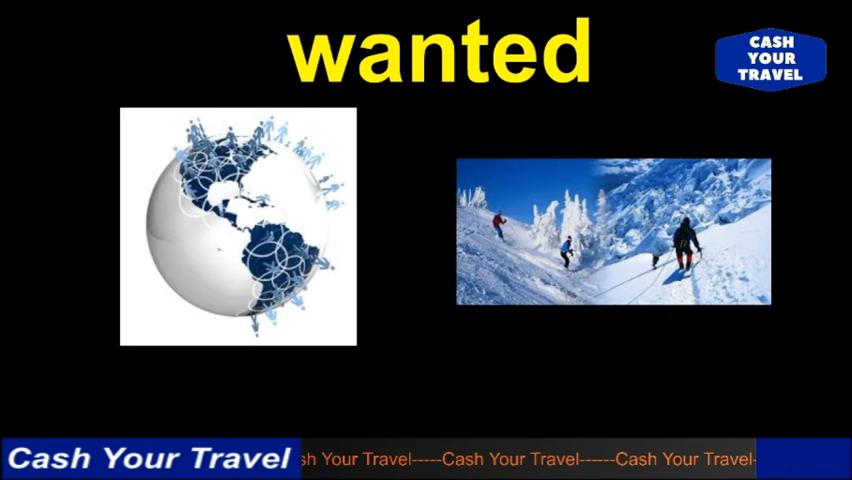 wanted
CASH
YOUR
TRAVEL
Cash Your Travel
sh Your Travel-----Cash Your Travel------Cash Your Travel-